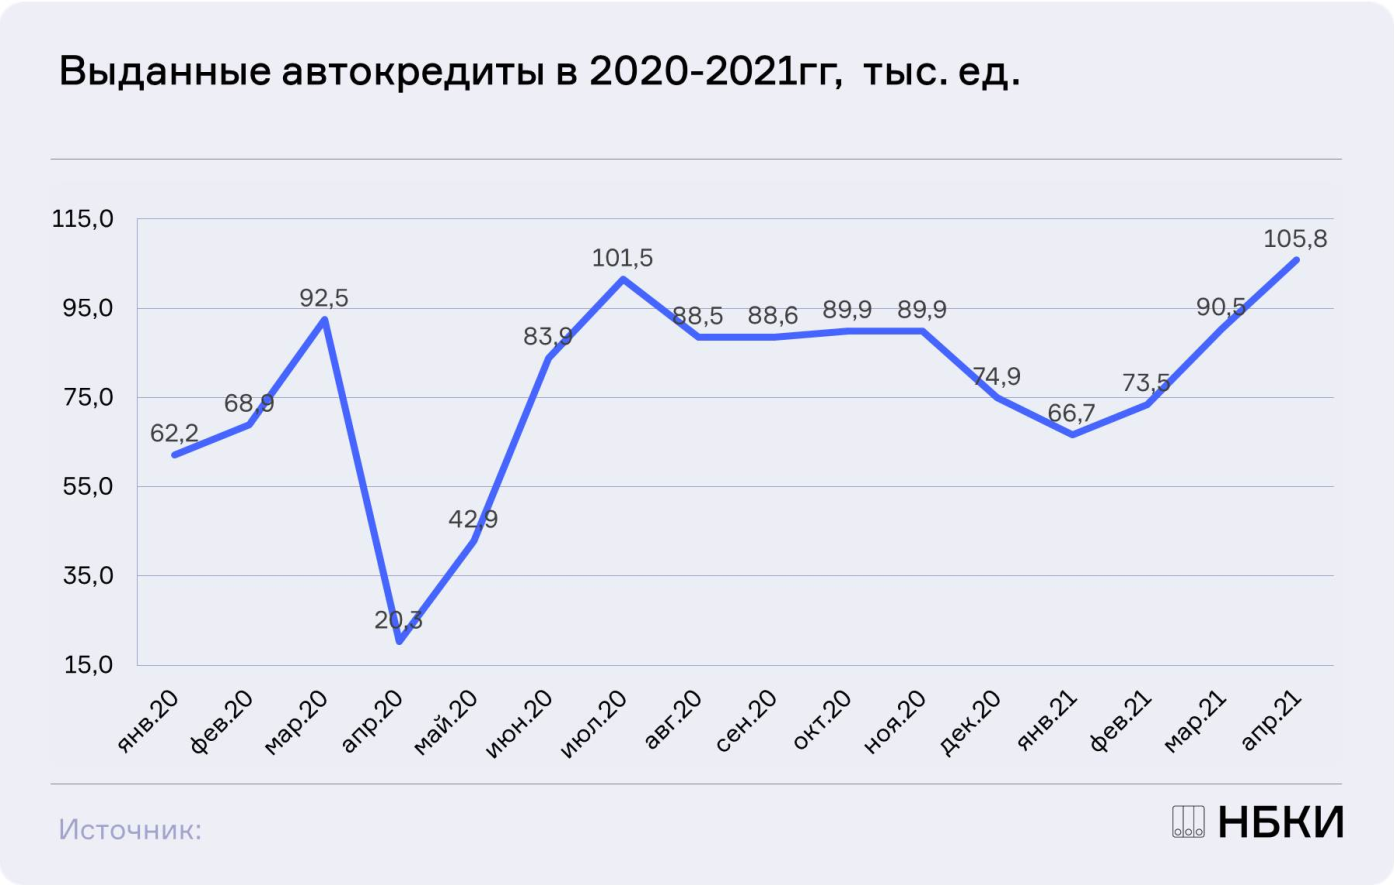 Выданные автокредиты в 2020-2021гг, тыс. ед.
115,0
95,0
75,0
55,0
35,0
15,0
62,2
68,9
92,5
20,3
42,9
83,9
101,5
88,5
88,6
89,9
89,9
74,9
66,7
73,5
90,5
105,8
янв.20
фев.20
мар.20
апр.20
май.20
июн.20
июл.20
авг.20
сен.20
окт.20
ноя.20
дек.20
янв.21
фев.21
мар.21
апр.21
Источник:
НБКИ